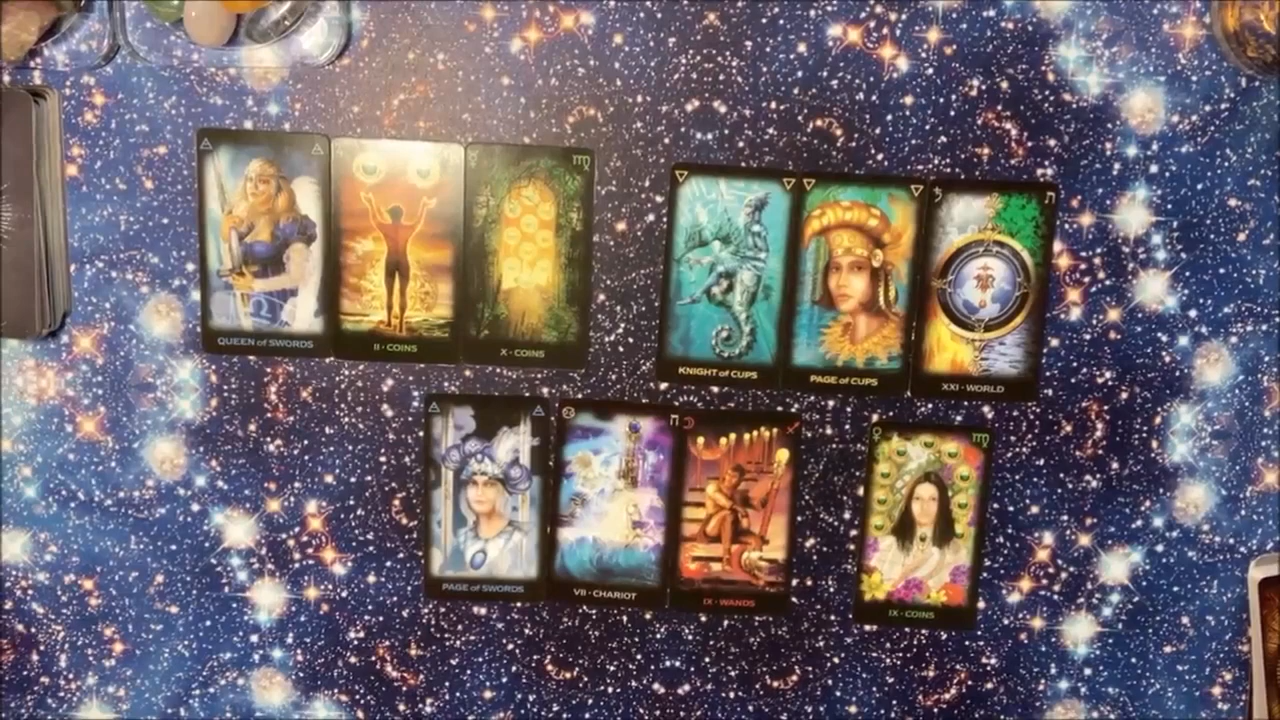 QUEEN of SWORDS
II · COINS
X · COINS
KNIGHT of CUPS
PAGE of CUPS
XXI · WORLD
PAGE of SWORDS
VII · CHARIOT
IX · WANDS
IX · COINS